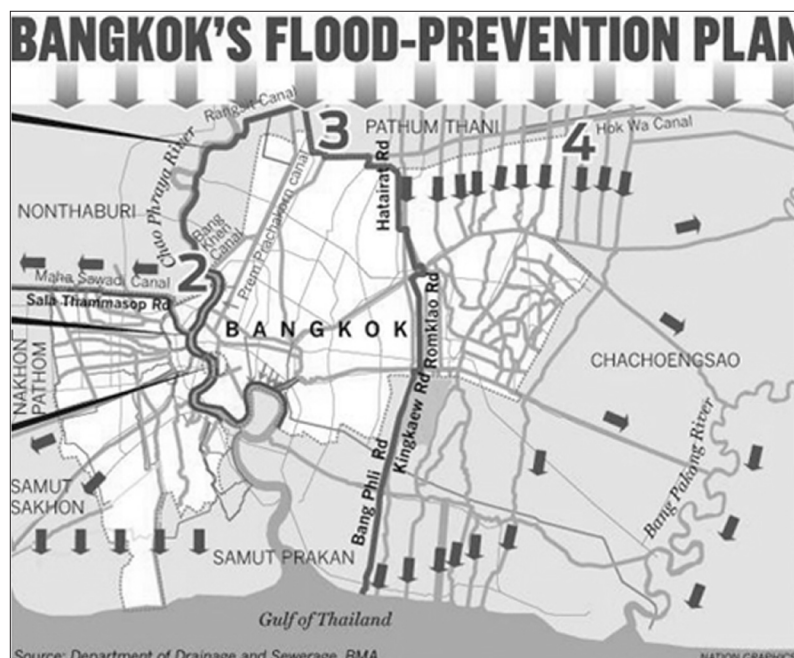 BANGKOK'S FLOOD-PREVENTION PLAN
Rangsit Canal
3
PATHUM THANI
4
Hok Wa Canal
Chao Phraya River
Hatairat Rd
Prem Prachakorn canal
NONTHABURI
Bang Khen Canal
2
Maha Sawadi Canal
Sala Thammasop Rd
BANGKOK
Romklao Rd
NAKHON
PATHOM
CHACHOENGSAO
Kingkaew Rd
Bang Phli Rd
Bang Pakong River
SAMUT
SAKHON
SAMUT PRAKAN
Gulf of Thailand
Source: Department of Drainage and Sewerage, BMA
NATION GRAPHICS